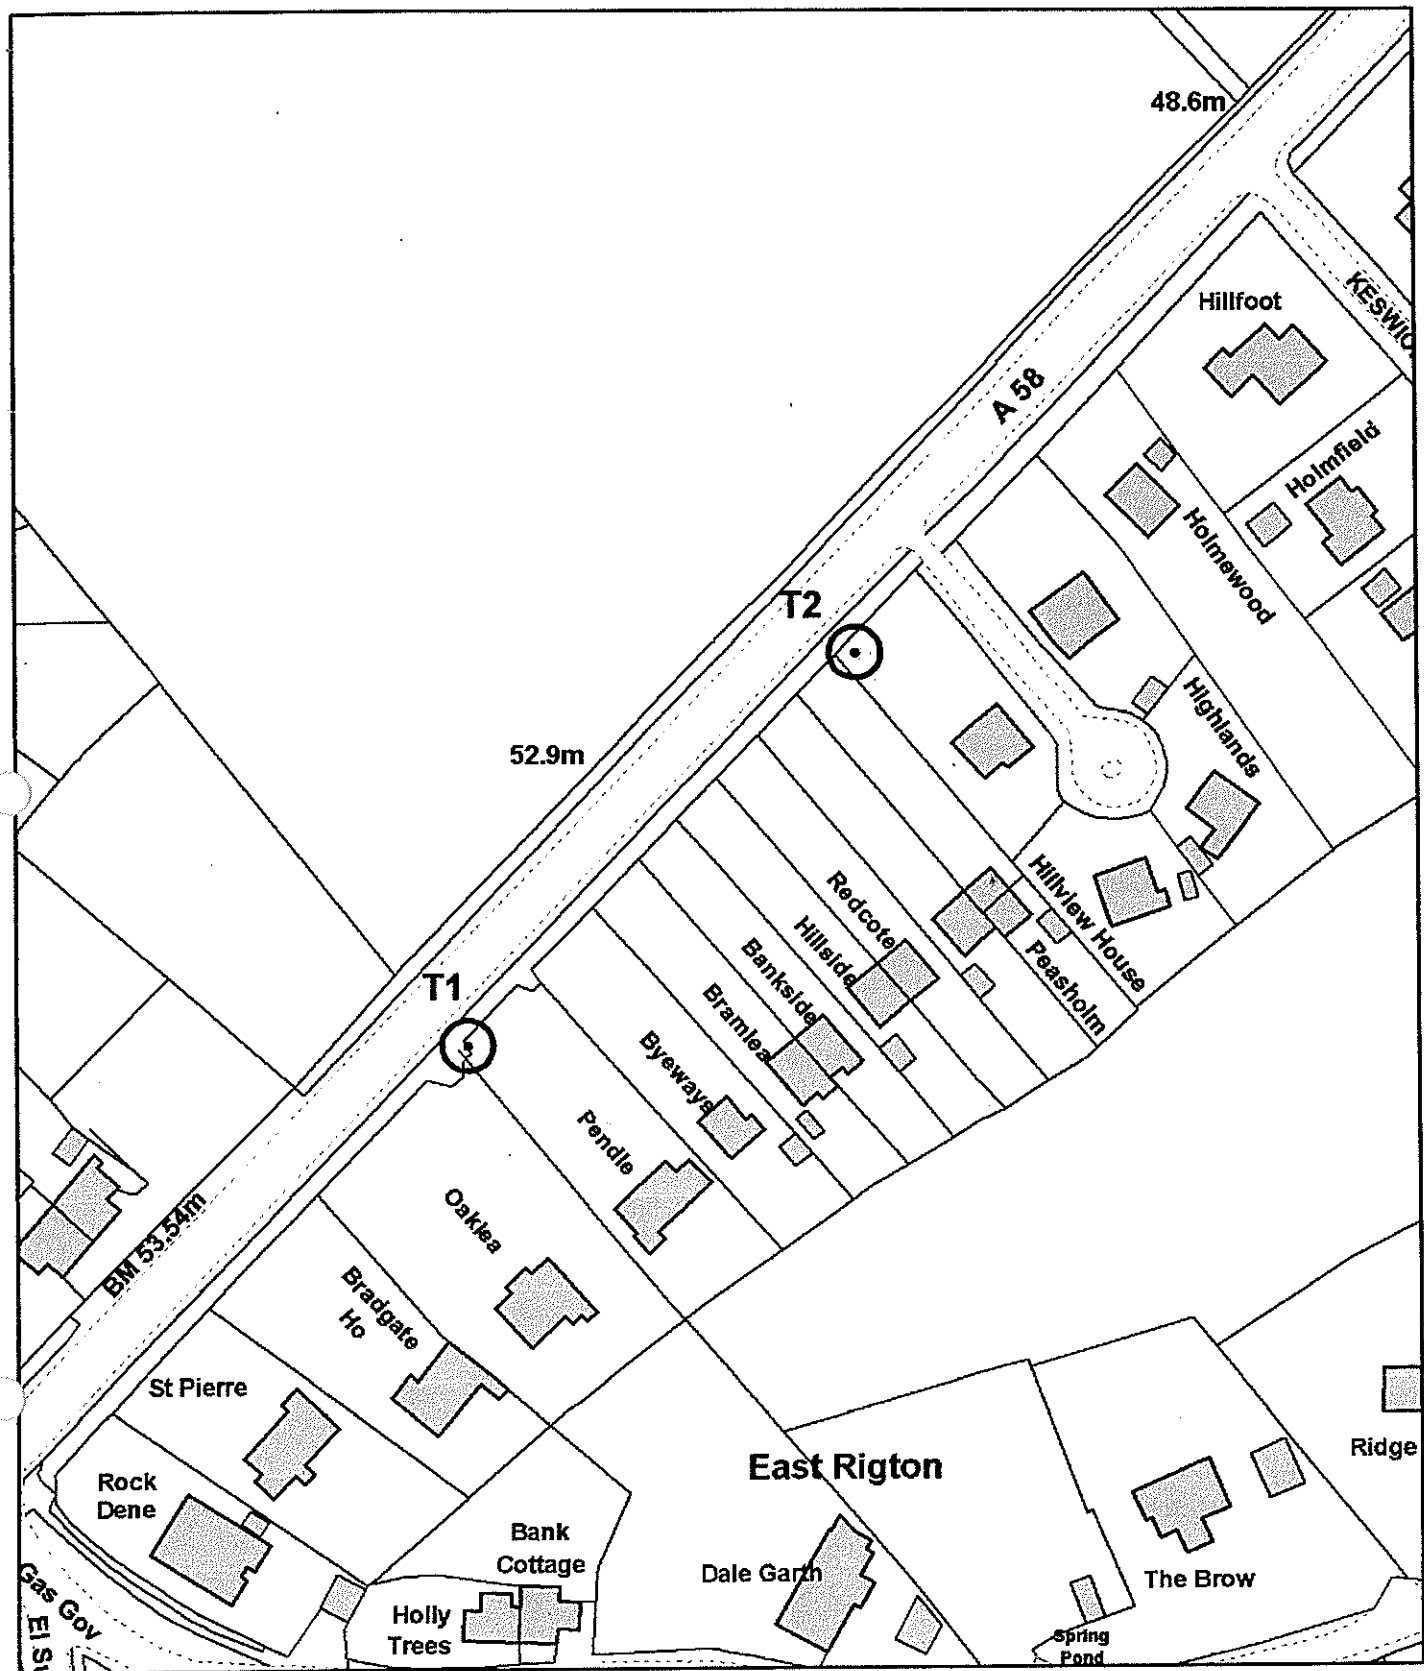 48.6m
KESWIC
Hillfoot
A 58
Holmfield
Holmewood
T2
Highlands
52.9m
Hillview House
Redcote
Peasholm
Hillside
Bankside
T1
Bramlea
Byeways
Pendle
Oaklea
BM 53.54m
Bradgate
Ho
St Pierre
East Rigton
Ridge
Rock
Dene
Bank
Cottage
Dale Garth
The Brow
Gas Gov
Holly
Trees
El Su
Spring
Pond